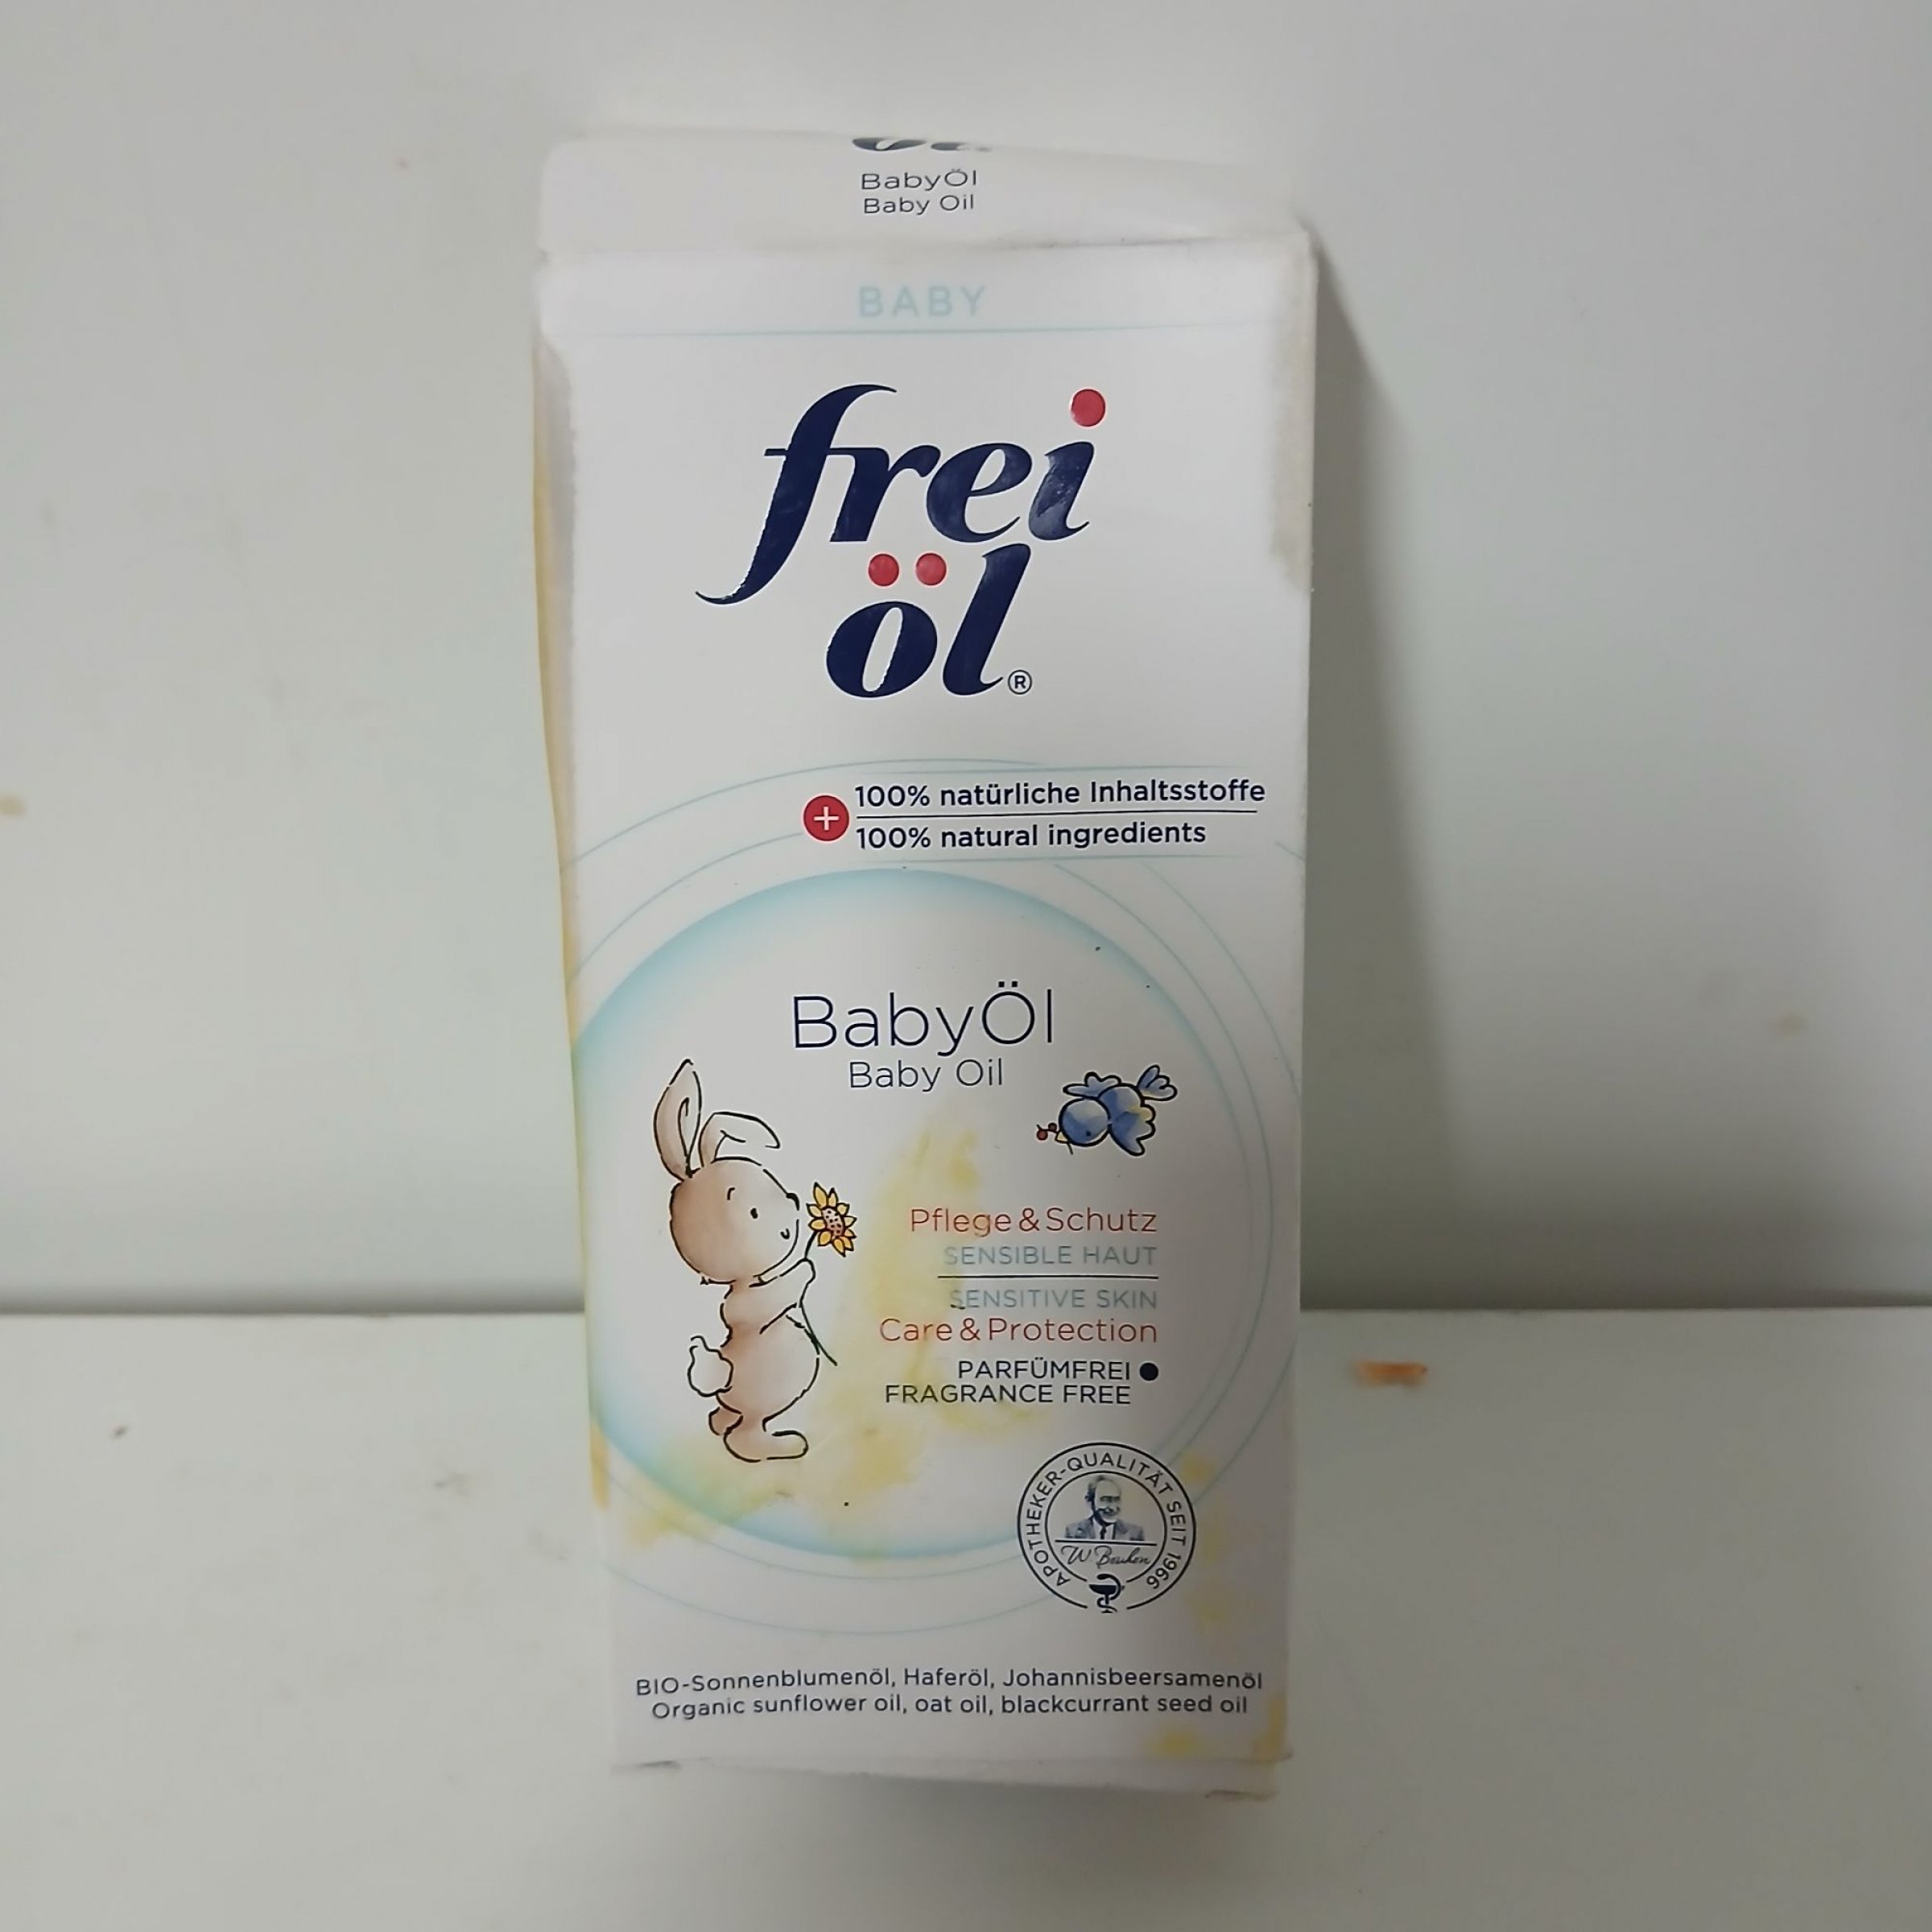 BabyÖl
Baby Oil
BABY
frei
öl®
100% natürliche Inhaltsstoffe
100% natural ingredients
BabyÖl
Baby Oil
Pflege & Schutz
SENSIBLE HAUT
SENSITIVE SKIN
Care & Protection
PARFÜMFREI
FRAGRANCE FREE
APOTHEKER-QUALITÄT SEIT 1966
BIO-Sonnenblumenöl, Haferöl, Johannisbeersamenöl
Organic sunflower oil, oat oil, blackcurrant seed oil